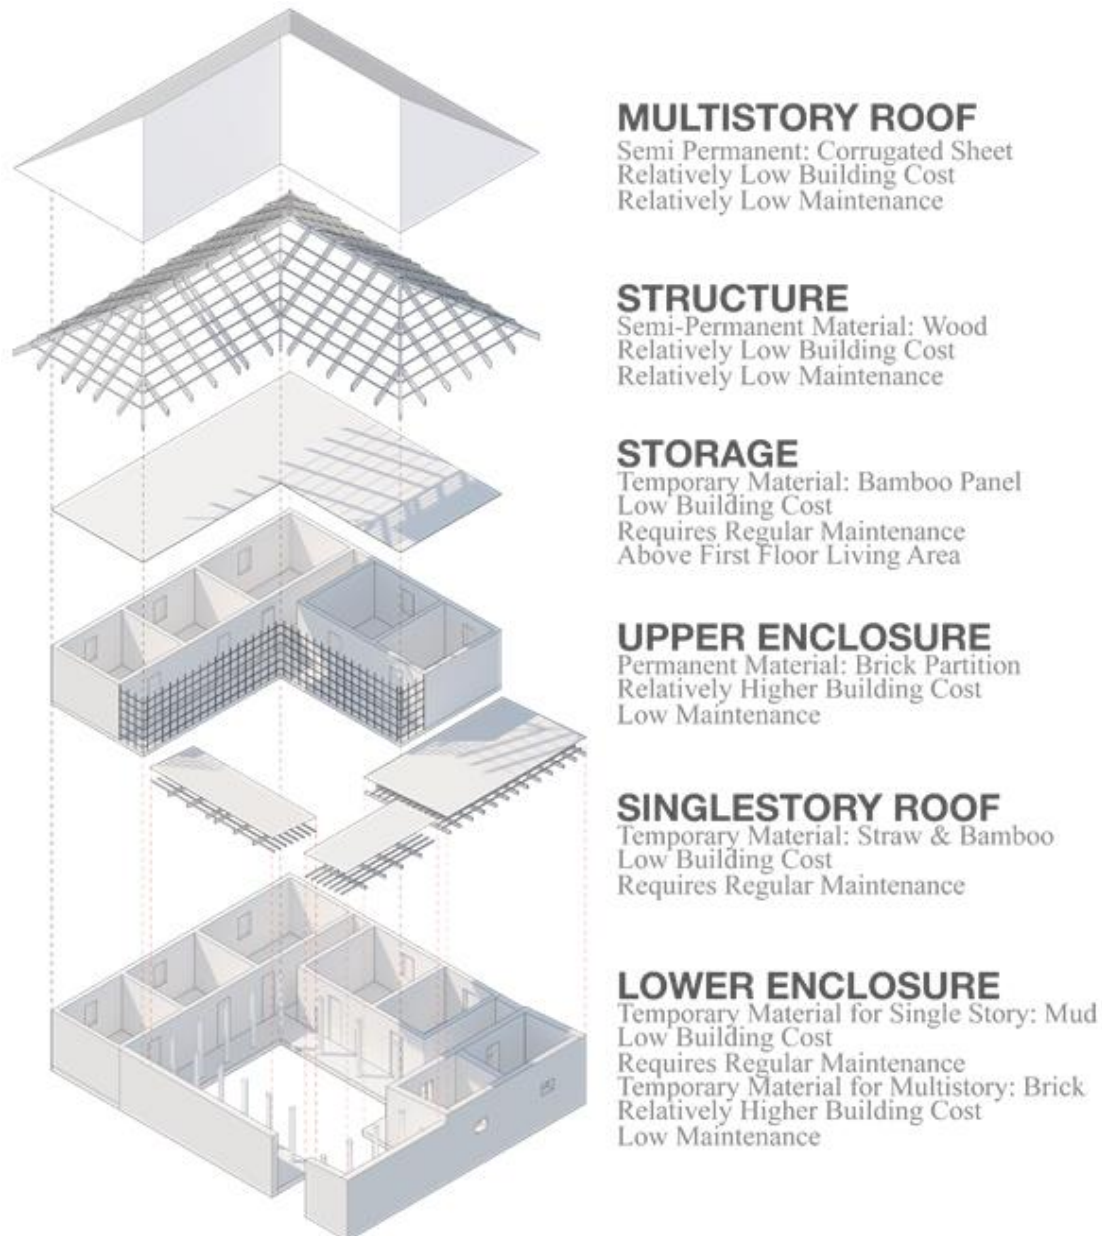 MULTISTORY ROOF
Semi Permanent: Corrugated Sheet
Relatively Low Building Cost
Relatively Low Maintenance
STRUCTURE
Semi-Permanent Material: Wood
Relatively Low Building Cost
Relatively Low Maintenance
STORAGE
Temporary Material: Bamboo Panel
Low Building Cost
Requires Regular Maintenance
Above First Floor Living Area
UPPER ENCLOSURE
Permanent Material: Brick Partition
Relatively Higher Building Cost
Low Maintenance
SINGLESTORY ROOF
Temporary Material: Straw & Bamboo
Low Building Cost
Requires Regular Maintenance
LOWER ENCLOSURE
Temporary Material for Single Story: Mud
Low Building Cost
Requires Regular Maintenance
Temporary Material for Multistory: Brick
Relatively Higher Building Cost
Low Maintenance